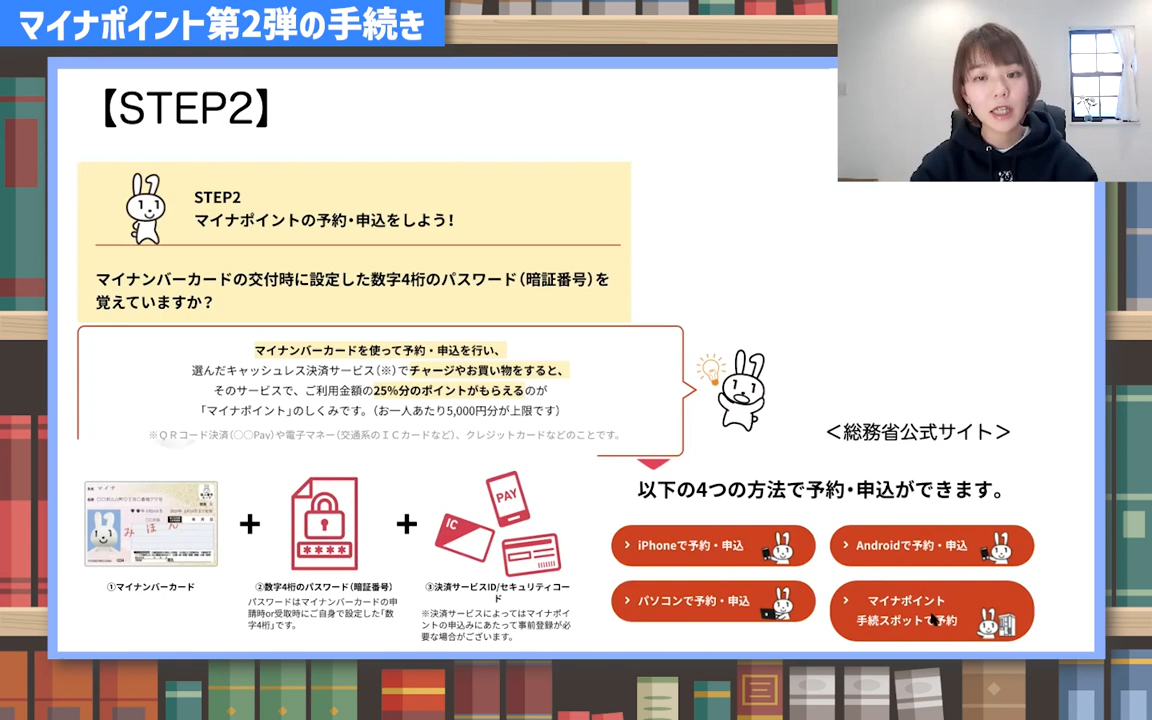 マイナポイント第2弾の手続き
【STEP2】
STEP2
マイナポイントの予約・申込をしよう！
マイナンバーカードの交付時に設定した数字4桁のパスワード（暗証番号）を
覚えていますか？
マイナンバーカードを使って予約・申込を行い、
選んだキャッシュレス決済サービス（※）でチャージやお買い物をすると、
そのサービスで、ご利用金額の25%分のポイントがもらえるのが
「マイナポイント」のしくみです。（お一人あたり5,000円分が上限です）
※ＱＲコード決済（○○Pay）や電子マネー（交通系のＩＣカードなど）、クレジットカードなどのことです。
＜総務省公式サイト＞
みほん
+
****
+
IC
PAY
①マイナンバーカード
②数字4桁のパスワード（暗証番号）
パスワードはマイナンバーカードの申
請時or受取時にご自身で設定した「数
字4桁」です。
③決済サービスID/セキュリティコー
ド
※決済サービスによってはマイナポイ
ントの申込みにあたって事前登録が必
要な場合がございます。
以下の4つの方法で予約・申込ができます。
iPhoneで予約・申込
Androidで予約・申込
パソコンで予約・申込
マイナポイント
手続スポットで予約